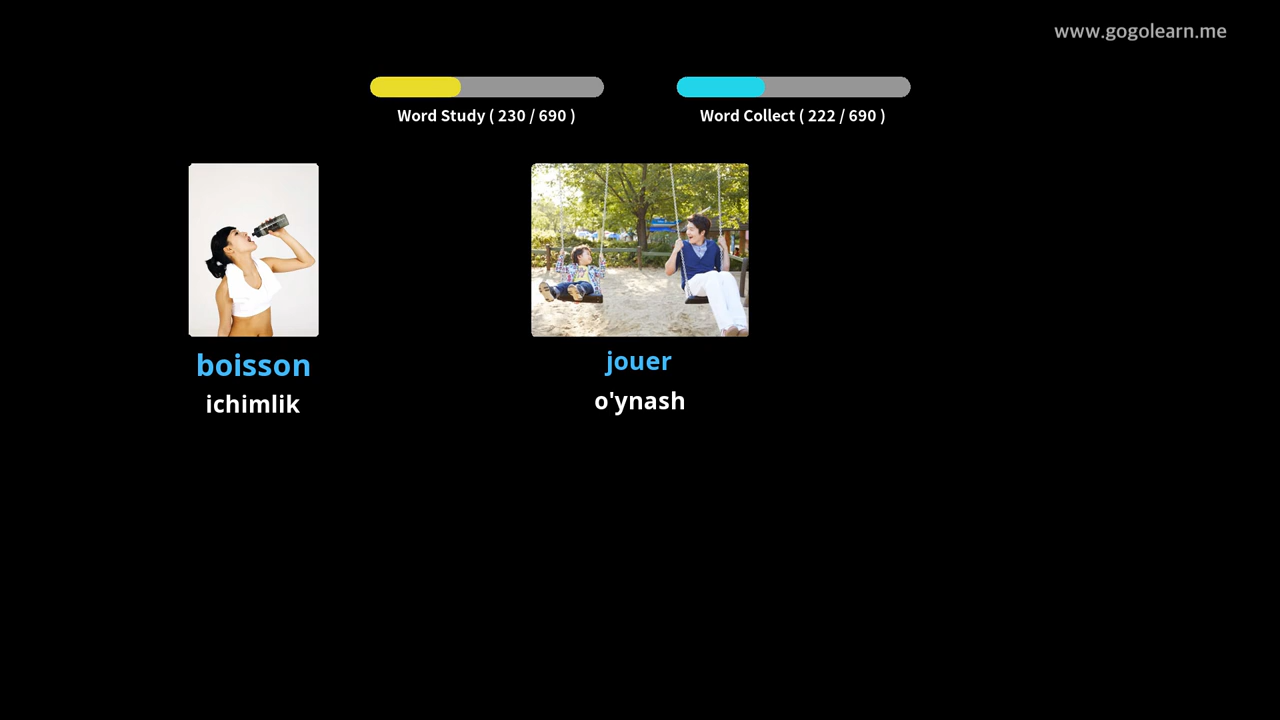 www.gogolearn.me
Word Study ( 230 / 690 )
Word Collect ( 222 / 690 )
boisson
ichimlik
jouer
o'ynash